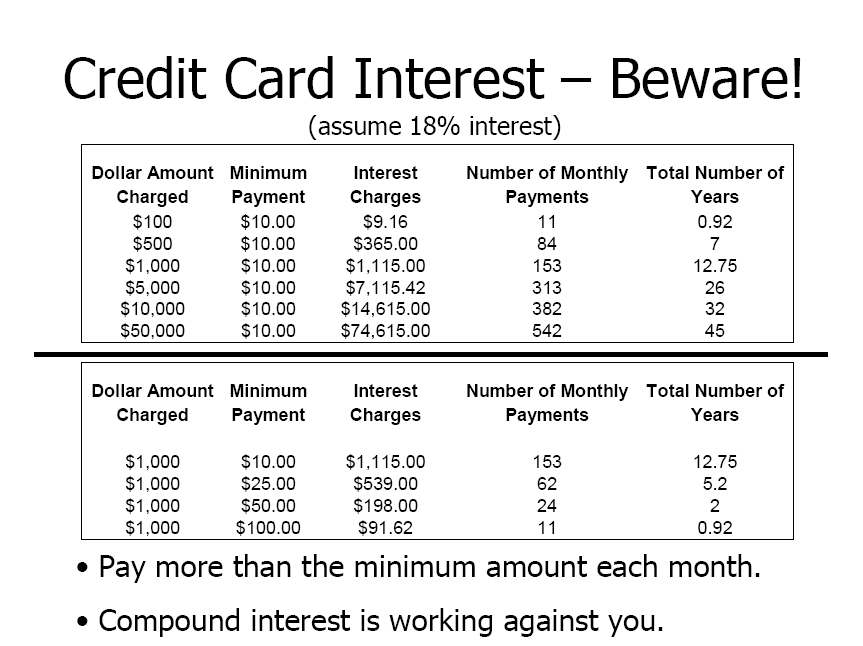 Credit Card Interest – Beware!
(assume 18% interest)
Dollar Amount Charged Minimum Payment Interest Charges Number of Monthly Payments Total Number of Years
$100 $10.00 $9.16 11 0.92
$500 $10.00 $365.00 84 7
$1,000 $10.00 $1,115.00 153 12.75
$5,000 $10.00 $7,115.42 313 26
$10,000 $10.00 $14,615.00 382 32
$50,000 $10.00 $74,615.00 542 45
Dollar Amount Charged Minimum Payment Interest Charges Number of Monthly Payments Total Number of Years
$1,000 $10.00 $1,115.00 153 12.75
$1,000 $25.00 $539.00 62 5.2
$1,000 $50.00 $198.00 24 2
$1,000 $100.00 $91.62 11 0.92
• Pay more than the minimum amount each month.
• Compound interest is working against you.